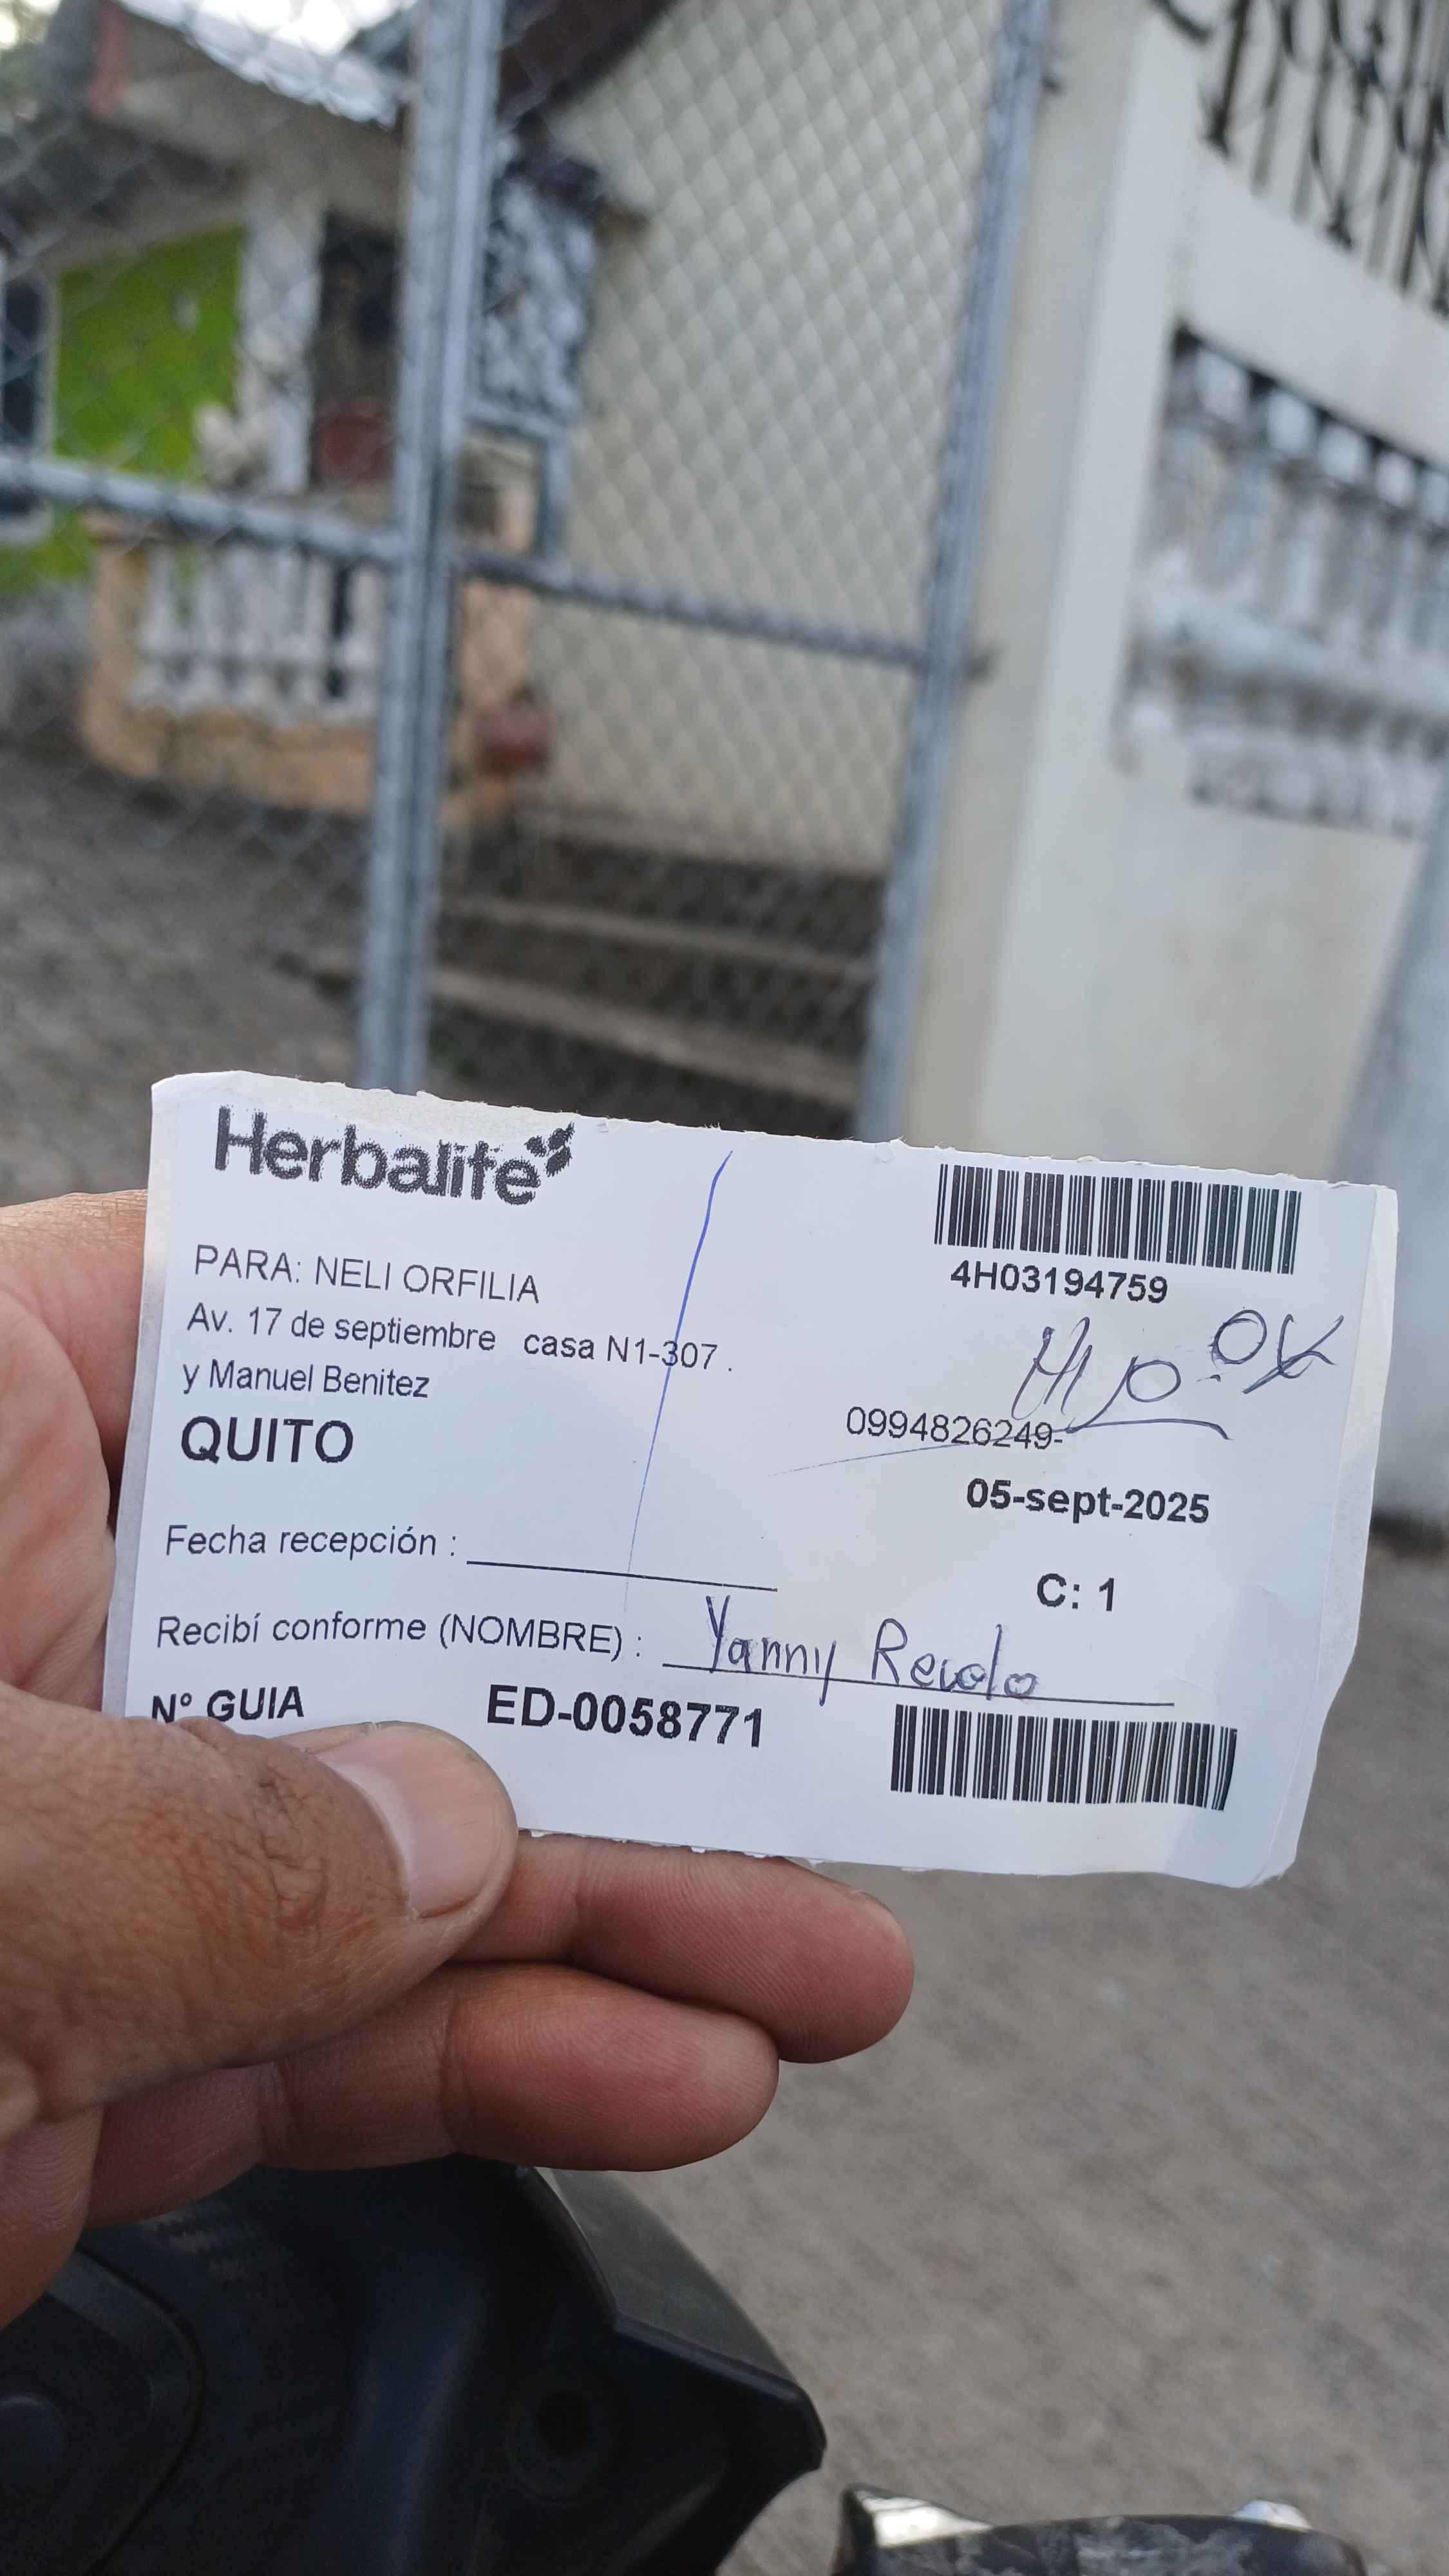 Herbalife
4H03194759
PARA: NELI ORFILIA
Av. 17 de septiembre casa N1-307 .
y Manuel Benitez
OK
0994826249-
QUITO
05-sept-2025
Fecha recepción :
C: 1
Recibí conforme (NOMBRE) : Yanny Revolo
N° GUIA ED-0058771